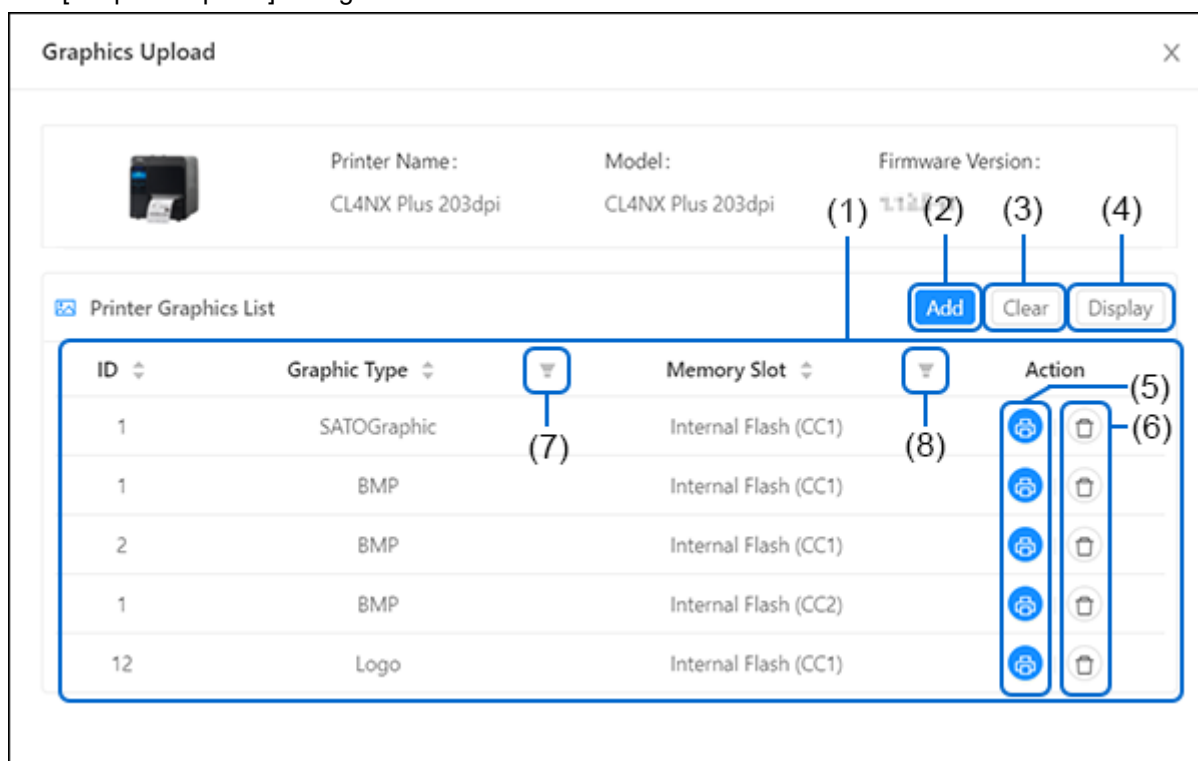 Graphics Upload
Printer Name: Model: Firmware Version:
CL4NX Plus 203dpi CL4NX Plus 203dpi
(1) (2) (3) (4)
Printer Graphics List Add Clear Display
ID Graphic Type Memory Slot Action
(5)
1 SATOGraphic Internal Flash (CC1)
(7) (8) (6)
1 BMP Internal Flash (CC1)
2 BMP Internal Flash (CC1)
1 BMP Internal Flash (CC2)
12 Logo Internal Flash (CC1)